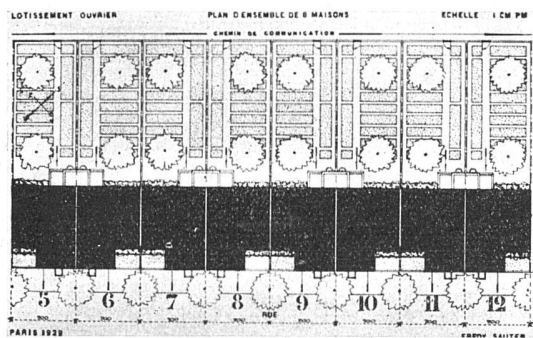 LOTISSEMENT OUVRIER PLAN D'ENSEMBLE DE 8 MAISONS ECHELLE 1 CM PM
CHEMIN DE COMMUNICATION
5 6 7 8 9 10 11 12
RUE
PARIS 1929